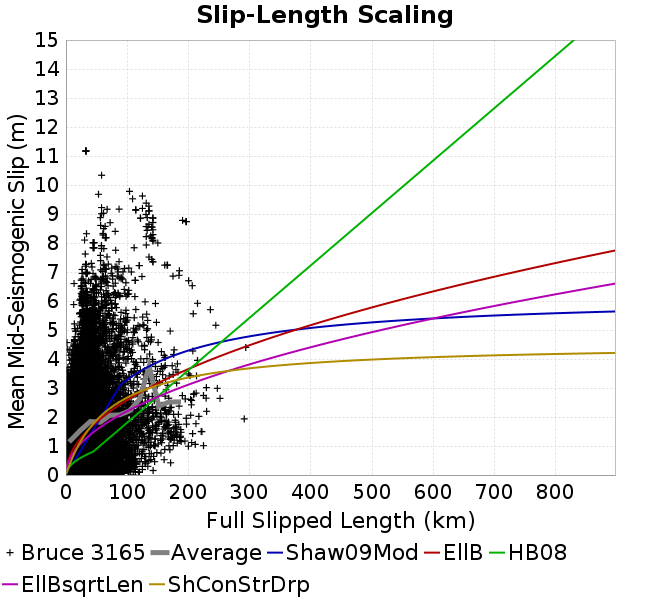 Slip-Length Scaling
Mean Mid-Seismogenic Slip (m)
15
14
13
12
11
10
9
8
7
6
5
4
3
2
1
0
0 100 200 300 400 500 600 700 800
Full Slipped Length (km)
Bruce 3165 Average Shaw09Mod EllB HB08
EllBsqrtLen ShConStrDrp